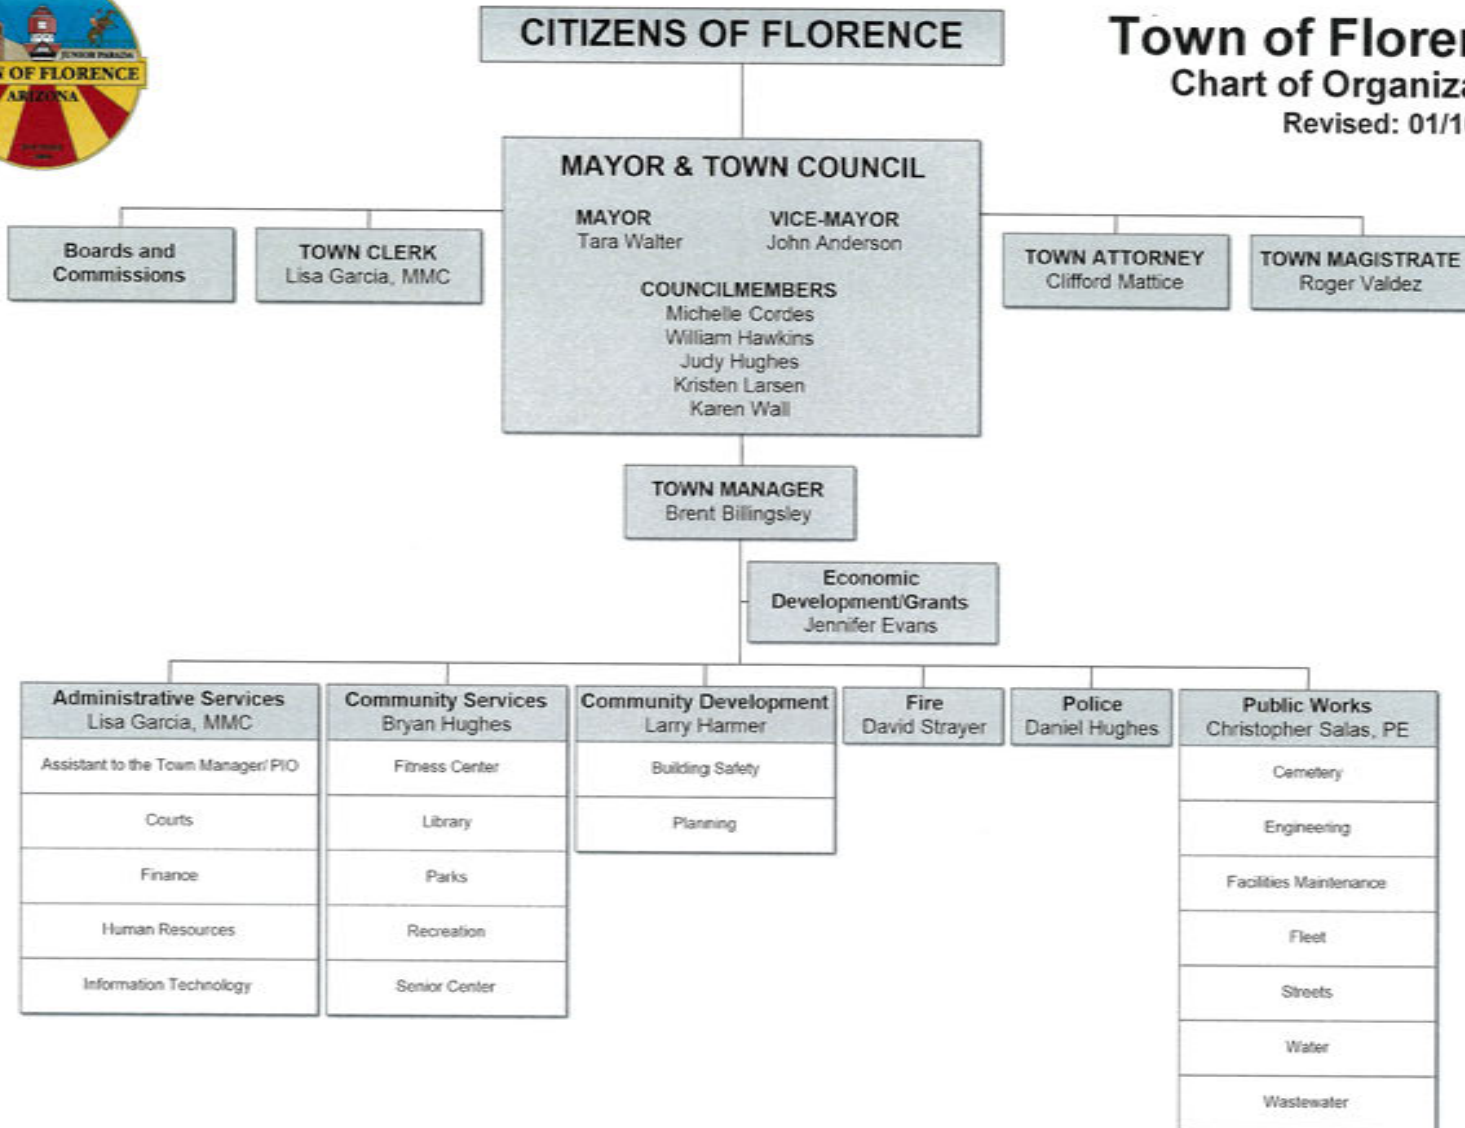 JUNIOR PARADA
OF FLORENCE
ARIZONA
CITIZENS OF FLORENCE
Town of Floren
Chart of Organiza
Revised: 01/1
MAYOR & TOWN COUNCIL
MAYOR
Tara Walter
VICE-MAYOR
John Anderson
COUNCILMEMBERS
Michelle Cordes
William Hawkins
Judy Hughes
Kristen Larsen
Karen Wall
Boards and
Commissions
TOWN CLERK
Lisa Garcia, MMC
TOWN ATTORNEY
Clifford Mattice
TOWN MAGISTRATE
Roger Valdez
TOWN MANAGER
Brent Billingsley
Economic
Development/Grants
Jennifer Evans
Administrative Services
Lisa Garcia, MMC
Assistant to the Town Manager/ PIO
Courts
Finance
Human Resources
Information Technology
Community Services
Bryan Hughes
Fitness Center
Library
Parks
Recreation
Senior Center
Community Development
Larry Harmer
Building Safety
Planning
Fire
David Strayer
Police
Daniel Hughes
Public Works
Christopher Salas, PE
Cemetery
Engineering
Facilities Maintenance
Fleet
Streets
Water
Wastewater